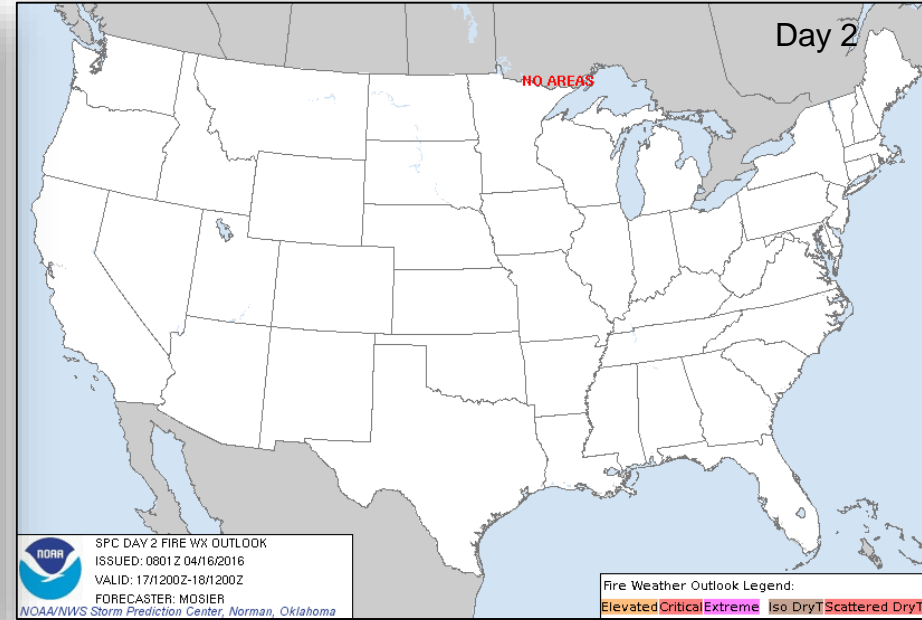 Day 2
NO AREAS
NOAA
SPC DAY 2 FIRE WX OUTLOOK
ISSUED: 0801Z 04/16/2016
VALID: 17/1200Z-18/1200Z
FORECASTER: MOSIER
NOAA/NWS Storm Prediction Center, Norman, Oklahoma
Fire Weather Outlook Legend:
Elevated Critical Extreme Iso DryT Scattered DryT